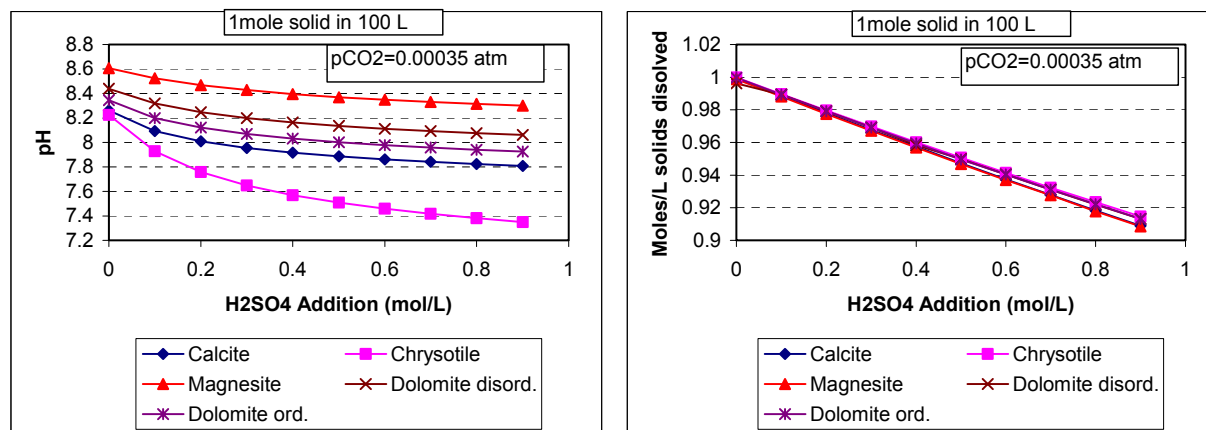 1mole solid in 100 L
pCO2=0.00035 atm
pH
8.8
8.6
8.4
8.2
8
7.8
7.6
7.4
7.2
0 0.2 0.4 0.6 0.8 1
H2SO4 Addition (mol/L)
Calcite Chrysotile
Magnesite Dolomite disord.
Dolomite ord.
1mole solid in 100 L
pCO2=0.00035 atm
Moles/L solids disolved
1.02
1
0.98
0.96
0.94
0.92
0.9
0 0.2 0.4 0.6 0.8 1
H2SO4 Addition (mol/L)
Calcite Chrysotile
Magnesite Dolomite disord.
Dolomite ord.